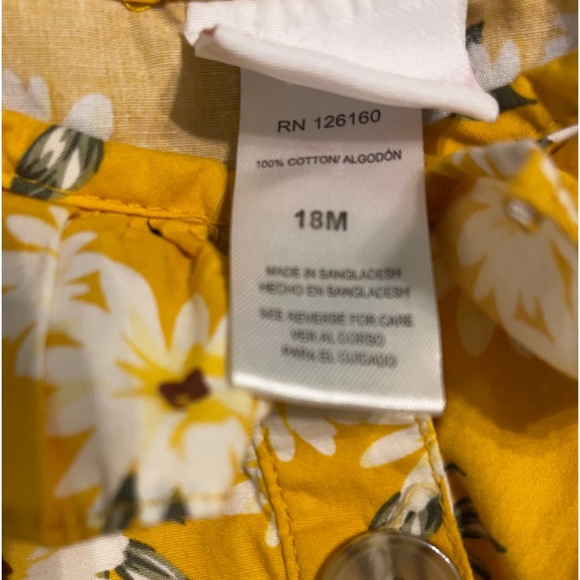 RN 126160
100% COTTON/ ALGODÓN
18M
MADE IN BANGLADESH
HECHO EN BANGLADESH
SEE REVERSE FOR CARE
VER AL DORSO
PARA EL CUIDADO